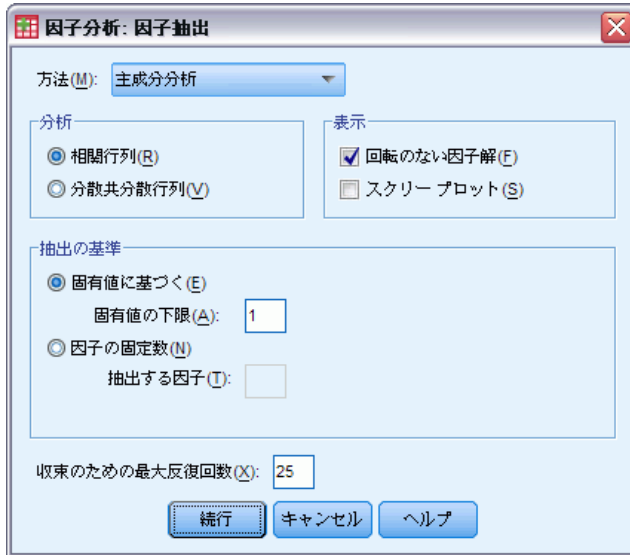 因子分析: 因子抽出
方法(M): 主成分分析
分析
相関行列(R)
分散共分散行列(V)
表示
回転のない因子解(F)
スクリー プロット(S)
抽出の基準
固有値に基づく(E)
固有値の下限(A): 1
因子の固定数(N)
抽出する因子(T):
収束のための最大反復回数(X): 25
続行 キャンセル ヘルプ